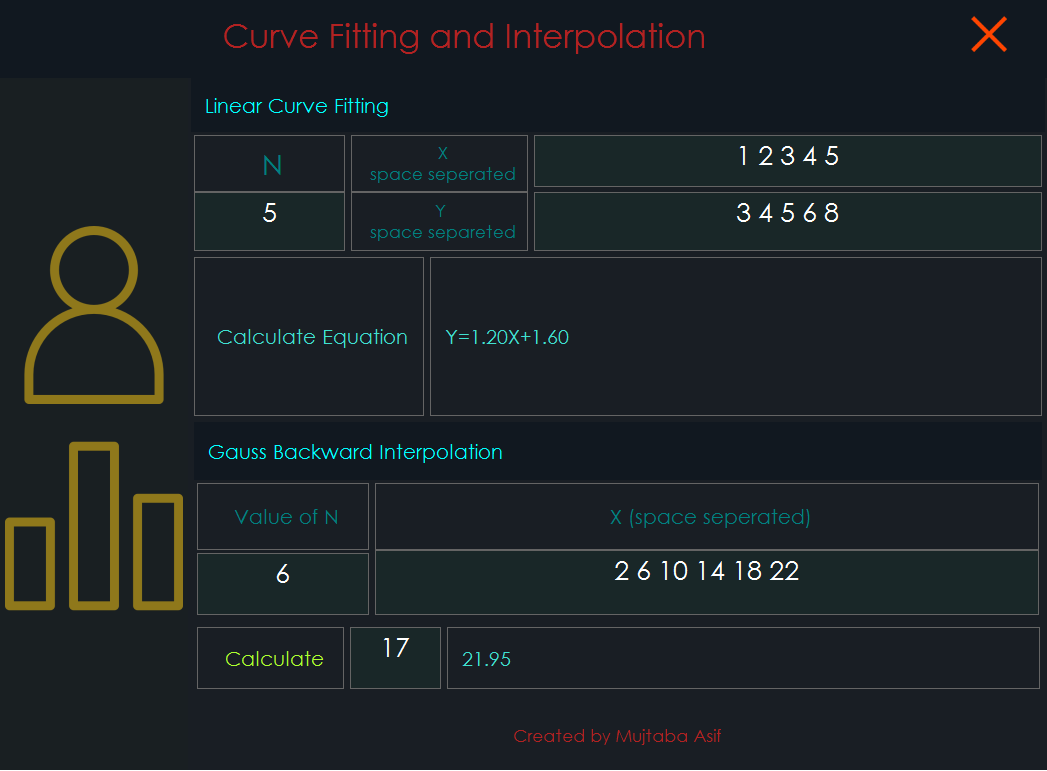 Curve Fitting and Interpolation
Linear Curve Fitting
N
X
space seperated
1 2 3 4 5
5
Y
space separeted
3 4 5 6 8
Calculate Equation
Y=1.20X+1.60
Gauss Backward Interpolation
Value of N
X (space seperated)
6
2 6 10 14 18 22
Calculate
17
21.95
Created by Mujtaba Asif